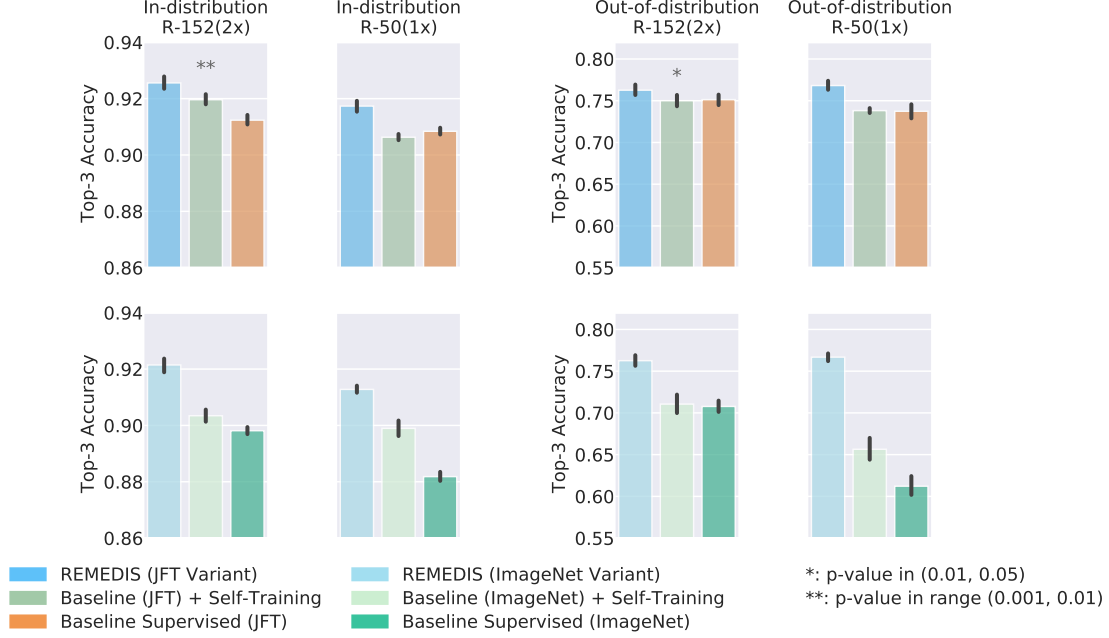 In-distribution
R-152(2x)
In-distribution
R-50(1x)
Out-of-distribution
R-152(2x)
Out-of-distribution
R-50(1x)
Top-3 Accuracy
0.94
0.92
0.90
0.88
0.86
**
Top-3 Accuracy
0.80
0.75
0.70
0.65
0.60
0.55
*
Top-3 Accuracy
0.94
0.92
0.90
0.88
0.86
Top-3 Accuracy
0.80
0.75
0.70
0.65
0.60
0.55
REMEDIS (JFT Variant)
Baseline (JFT) + Self-Training
Baseline Supervised (JFT)
REMEDIS (ImageNet Variant)
Baseline (ImageNet) + Self-Training
Baseline Supervised (ImageNet)
*: p-value in (0.01, 0.05)
**: p-value in range (0.001, 0.01)